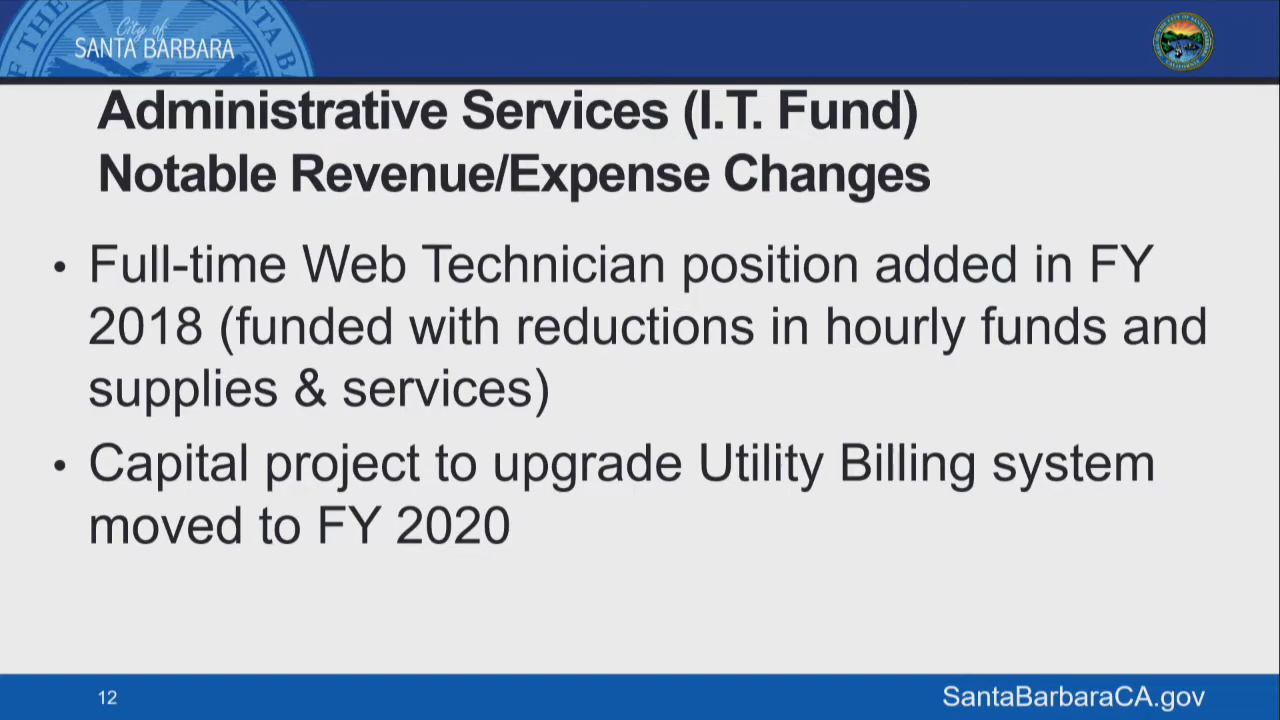 City of
SANTA BARBARA
Administrative Services (I.T. Fund)
Notable Revenue/Expense Changes
• Full-time Web Technician position added in FY
2018 (funded with reductions in hourly funds and
supplies & services)
• Capital project to upgrade Utility Billing system
moved to FY 2020
12
SantaBarbaraCA.gov